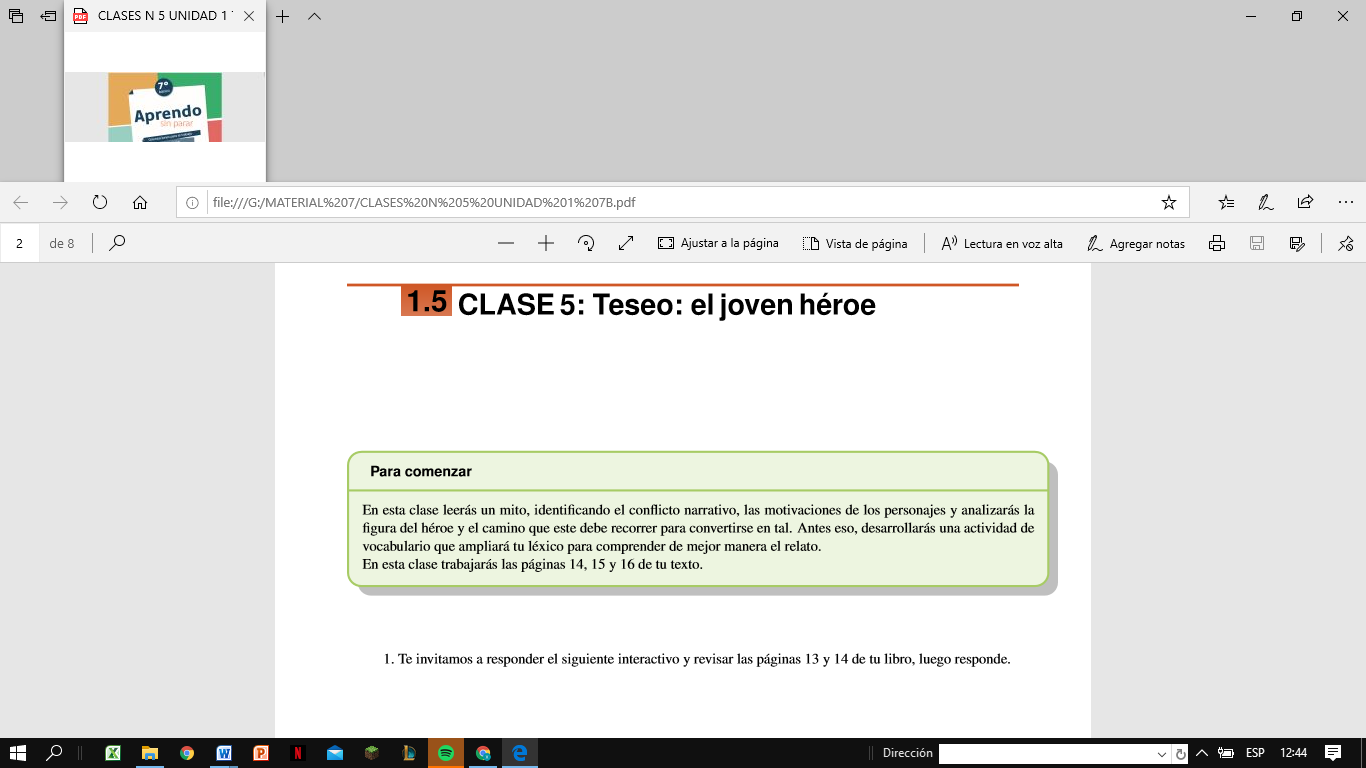 CLASES N 5 UNIDAD 1
7°
Aprendo
sin parar
file:///G:/MATERIAL%207/CLASES%20N%205%20UNIDAD%201%207B.pdf
2 de 8
Ajustar a la página
Vista de página
Lectura en voz alta
Agregar notas
1.5 CLASE 5: Teseo: el joven héroe
Para comenzar
En esta clase leerás un mito, identificando el conflicto narrativo, las motivaciones de los personajes y analizarás la
figura del héroe y el camino que este debe recorrer para convertirse en tal. Antes eso, desarrollarás una actividad de
vocabulario que ampliará tu léxico para comprender de mejor manera el relato.
En esta clase trabajarás las páginas 14, 15 y 16 de tu texto.
1. Te invitamos a responder el siguiente interactivo y revisar las páginas 13 y 14 de tu libro, luego responde.
Dirección
ESP
12:44